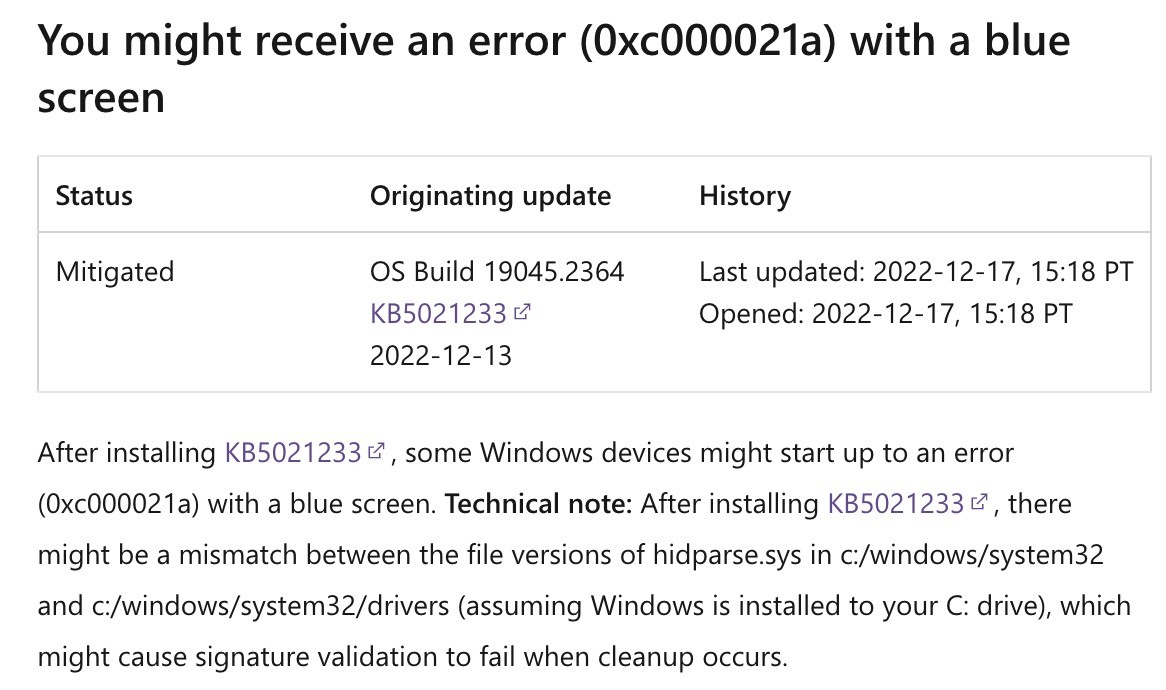 You might receive an error (0xc000021a) with a blue
screen
Status Originating update History
Mitigated OS Build 19045.2364 Last updated: 2022-12-17, 15:18 PT
KB5021233 Opened: 2022-12-17, 15:18 PT
2022-12-13
After installing KB5021233 , some Windows devices might start up to an error
(0xc000021a) with a blue screen. Technical note: After installing KB5021233 , there
might be a mismatch between the file versions of hidparse.sys in c:/windows/system32
and c:/windows/system32/drivers (assuming Windows is installed to your C: drive), which
might cause signature validation to fail when cleanup occurs.